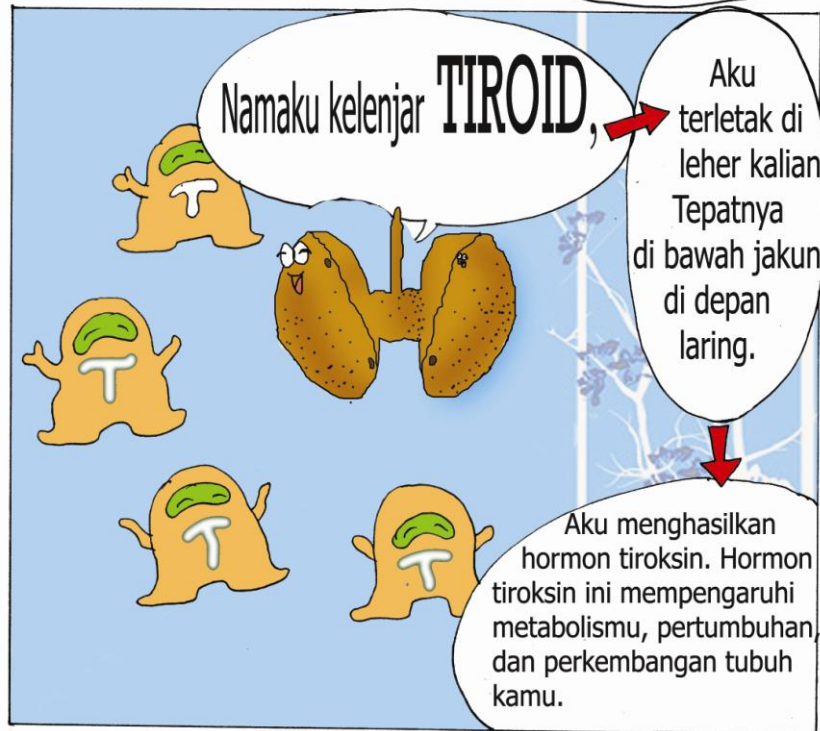 Namaku kelenjar TIROID,
Aku
terletak di
leher kalian
Tepatnya
di bawah jakun
di depan
laring.
T
T
T
T
Aku menghasilkan
hormon tiroksin. Hormon
tiroksin ini mempengaruhi
metabolismu, pertumbuhan,
dan perkembangan tubuh
kamu.